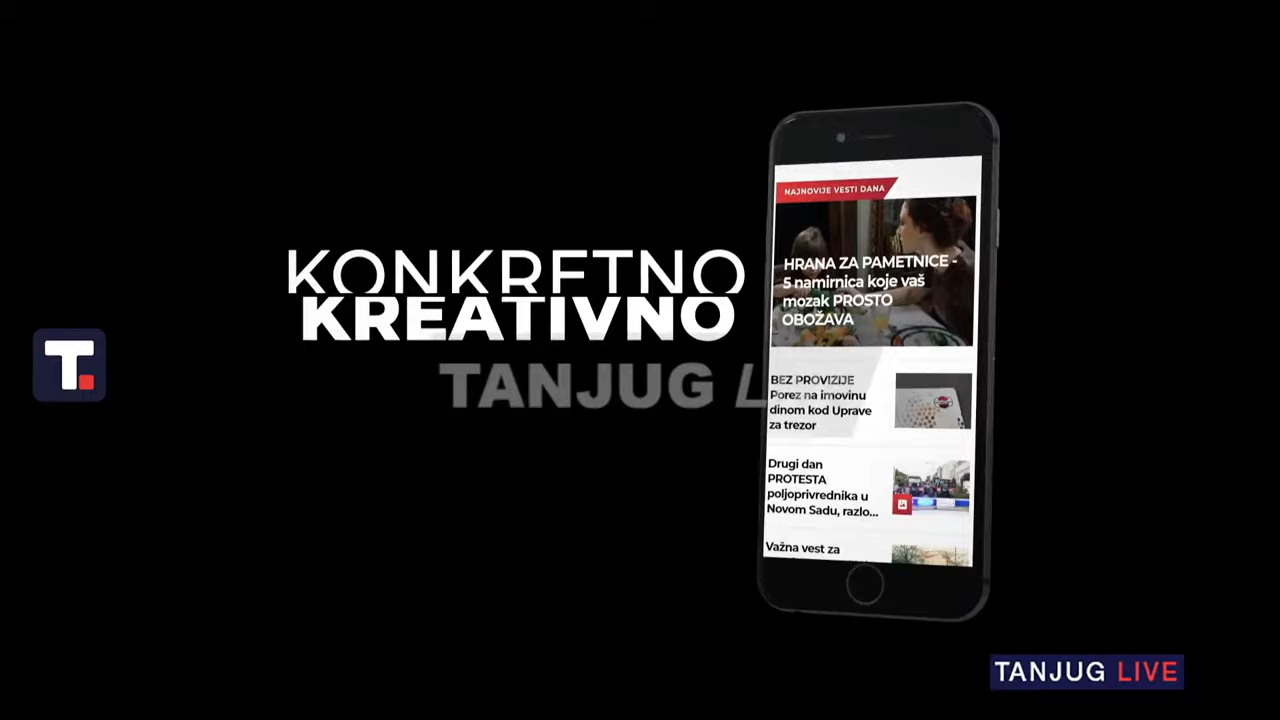 KONKRETNO
KREATIVNO
T.
TANJUG
NAJNOVIJE VESTI DANA
HRANA ZA PAMETNICE -
5 namirnica koje vaš
mozak PROSTO
OBOŽAVA
BEZ PROVIZIJE
Porez na imovinu
dinom kod Uprave
za trezor
Drugi dan
PROTESTA
poljoprivrednika u
Novom Sadu, razlo...
Važna vest za
TANJUG LIVE